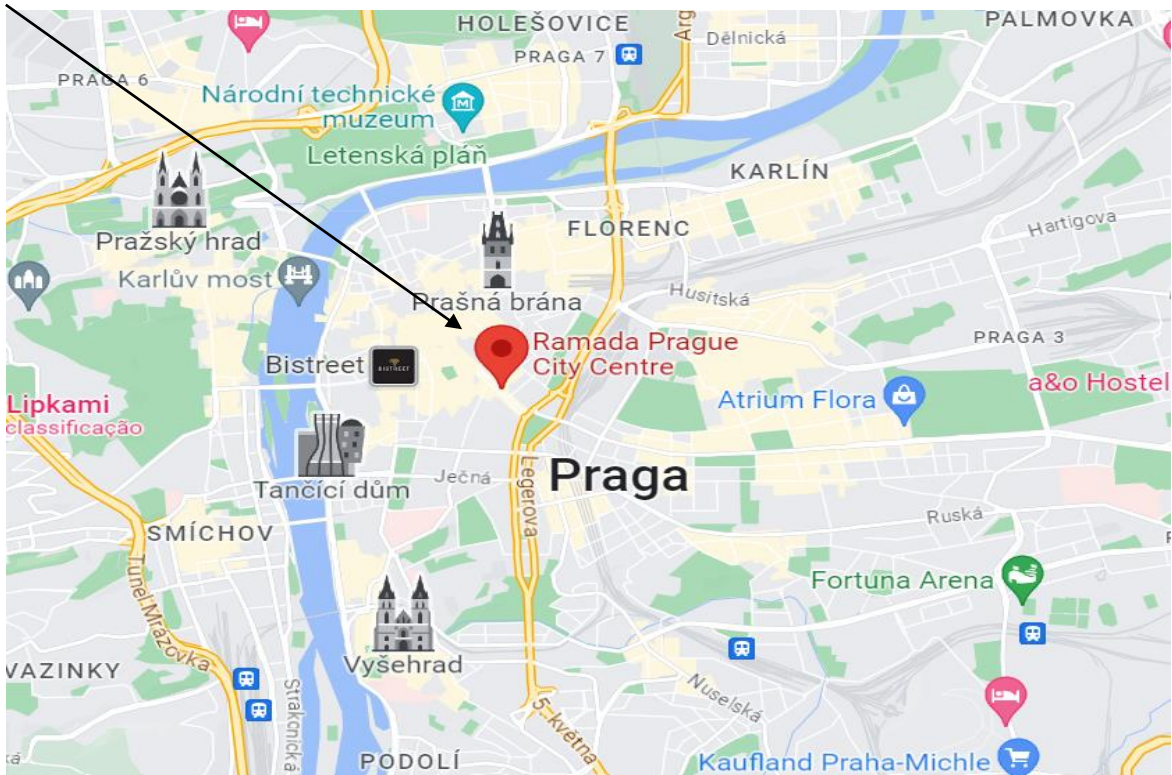 HOLEŠOVICE
PALMOVKA
PRAGA 7
Dělnická
PRAGA 6
Národní technické
muzeum
Letenská pláň
KARLÍN
Hartigova
FLORENC
Pražský hrad
Karlův most
Husitská
Prašná brána
Ramada Prague
City Centre
PRAGA 3
Bistreet
BISTREET
a&o Hostel
Atrium Flora
Lipkami
classificação
Ječná
Legerova
Praga
Tančící dům
Ruská
SMÍCHOV
Tunel Mrázovka
Fortuna Arena
Vyšehrad
VAZINKY
Strakonická
Nuselská
5. května
PODOLÍ
Kaufland Praha-Michle